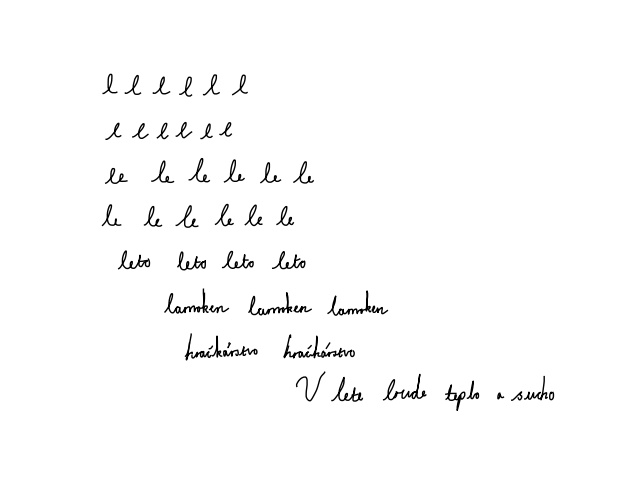 l l l l l l
l l l l l l
le le le le le le
le le le le le le
leto leto leto leto
lamoken lamoken lamoken
hračkárstvo hračkárstvo
V lete bude teplo a sucho